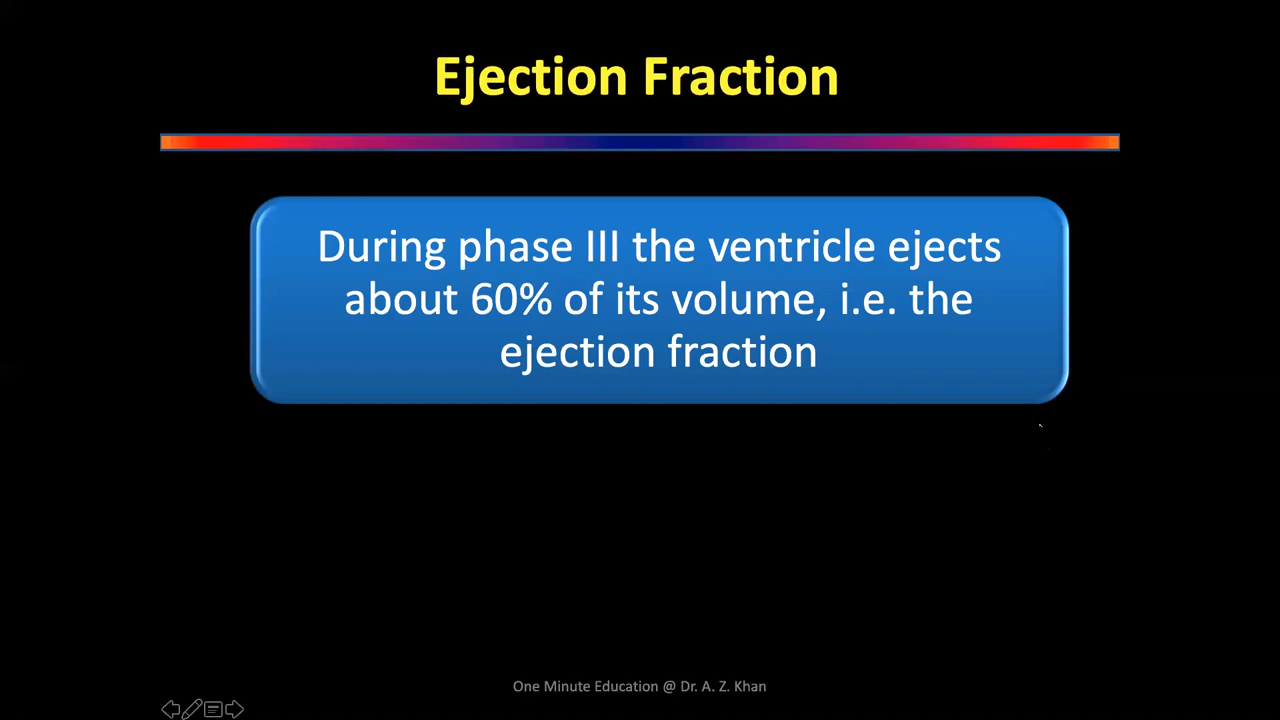 Ejection Fraction
During phase III the ventricle ejects
about 60% of its volume, i.e. the
ejection fraction
One Minute Education @ Dr. A. Z. Khan